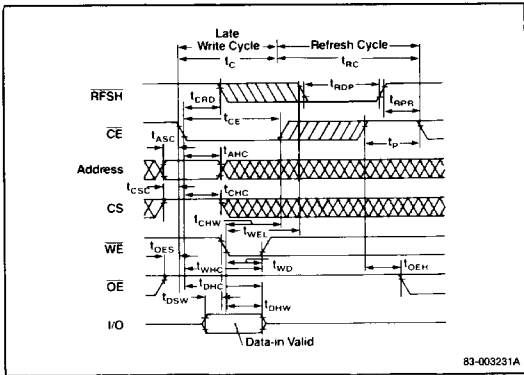 Late
Write Cycle
Refresh Cycle
tC
tRC
RFSH
tCRD
tRDP
tRPR
tCE
CE
tASC
tAHC
tP
Address
tCSC
tCHC
CS
tCHW
tWEL
WE
tOES
tWHC
tWD
tOEH
OE
tDHC
tDSW
tDHW
I/O
Data-in Valid
83-003231A